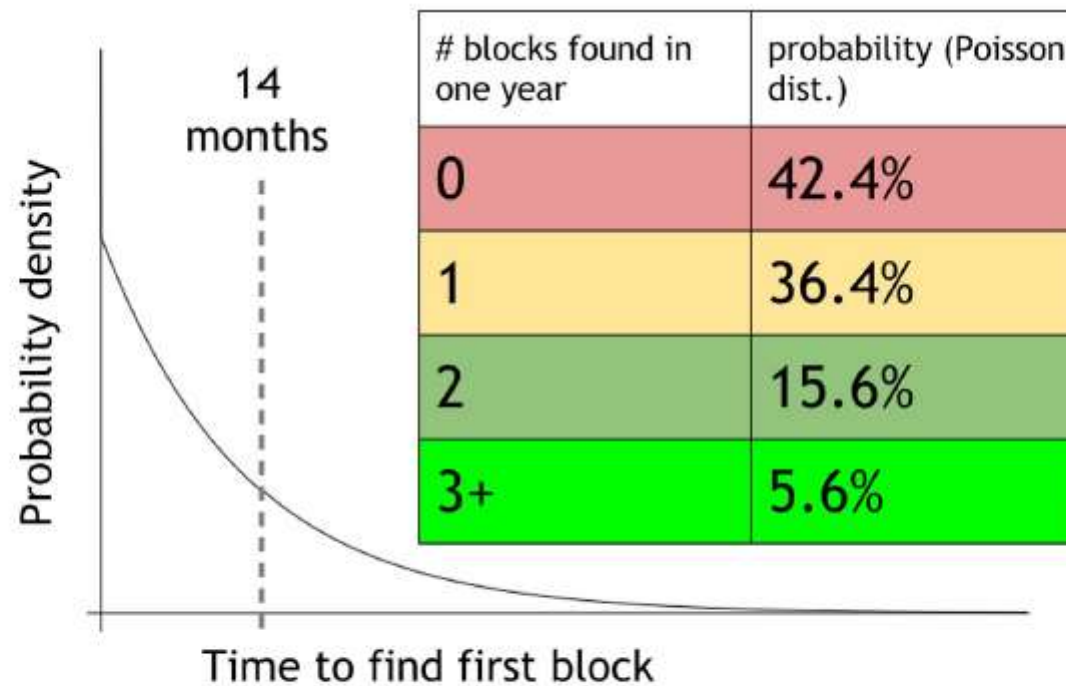 14
months
Probability density
Time to find first block
# blocks found in
one year
probability (Poisson
dist.)
0
42.4%
1
36.4%
2
15.6%
3+
5.6%